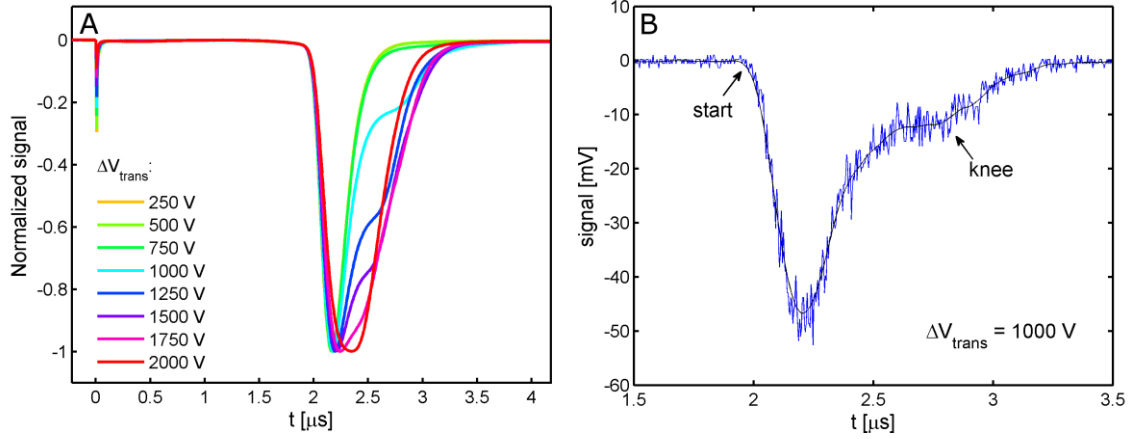 A
Normalized signal
0
-0.2
-0.4
-0.6
-0.8
-1
ΔVtrans:
250 V
500 V
750 V
1000 V
1250 V
1500 V
1750 V
2000 V
0
0.5
1
1.5
2
2.5
3
3.5
4
t [μs]
B
signal [mV]
10
0
-10
-20
-30
-40
-50
-60
start
knee
ΔVtrans = 1000 V
1.5
2
2.5
3
3.5
t [μs]